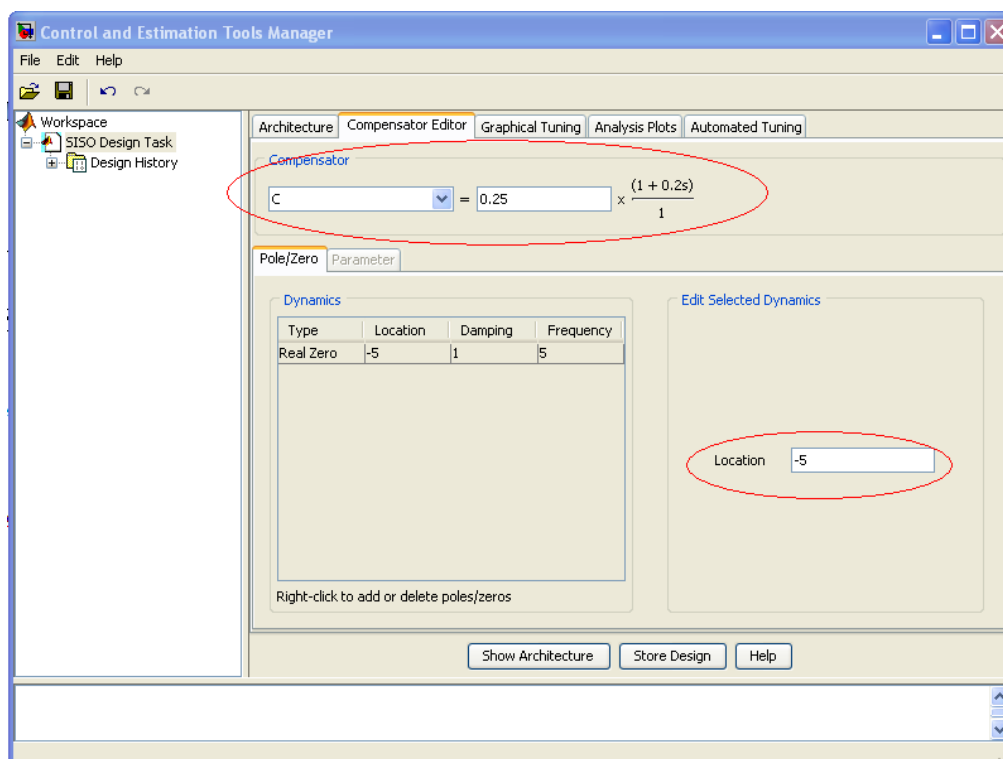 Control and Estimation Tools Manager
File Edit Help
Workspace
SISO Design Task
Design History
Architecture Compensator Editor Graphical Tuning Analysis Plots Automated Tuning
Compensator
C = 0.25 x (1 + 0.2s)
1
Pole/Zero Parameter
Dynamics
Type Location Damping Frequency
Real Zero -5 1 5
Right-click to add or delete poles/zeros
Edit Selected Dynamics
Location -5
Show Architecture Store Design Help